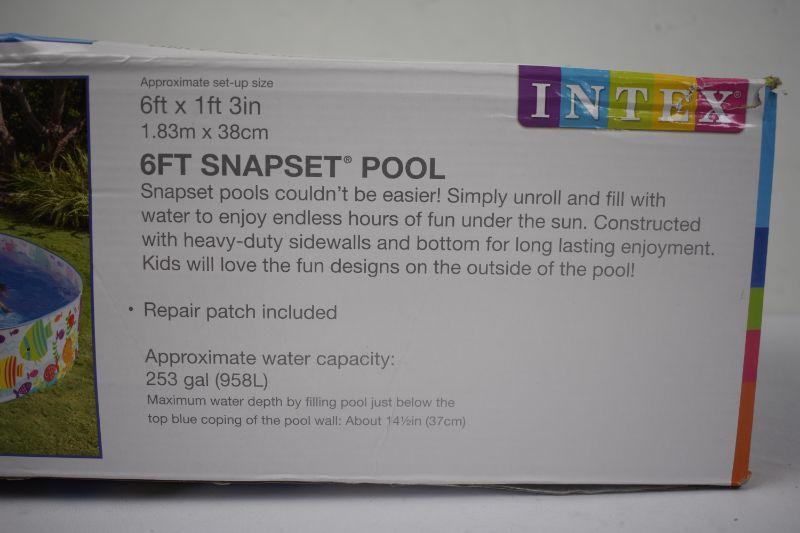 INTEX®
Approximate set-up size
6ft x 1ft 3in
1.83m x 38cm
6FT SNAPSET® POOL
Snapset pools couldn't be easier! Simply unroll and fill with
water to enjoy endless hours of fun under the sun. Constructed
with heavy-duty sidewalls and bottom for long lasting enjoyment.
Kids will love the fun designs on the outside of the pool!
• Repair patch included
Approximate water capacity:
253 gal (958L)
Maximum water depth by filling pool just below the
top blue coping of the pool wall: About 14½in (37cm)